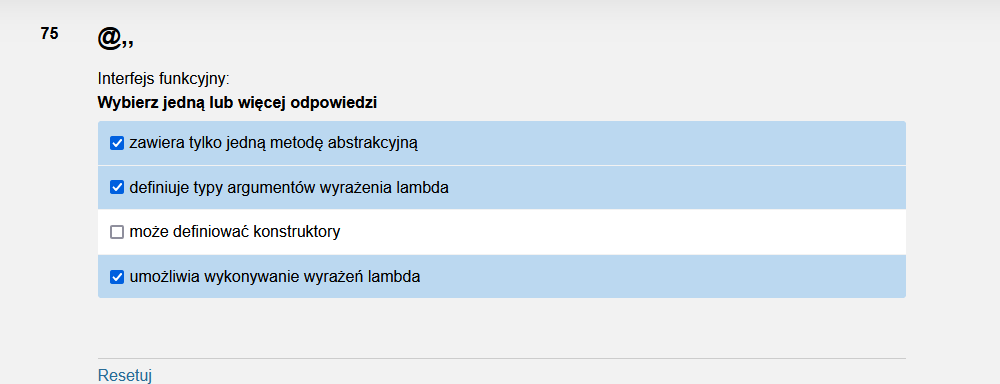 75
@,,
Interfejs funkcyjny:
Wybierz jedną lub więcej odpowiedzi
zawiera tylko jedną metodę abstrakcyjną
definiuje typy argumentów wyrażenia lambda
może definiować konstruktory
umożliwia wykonywanie wyrażeń lambda
Resetuj